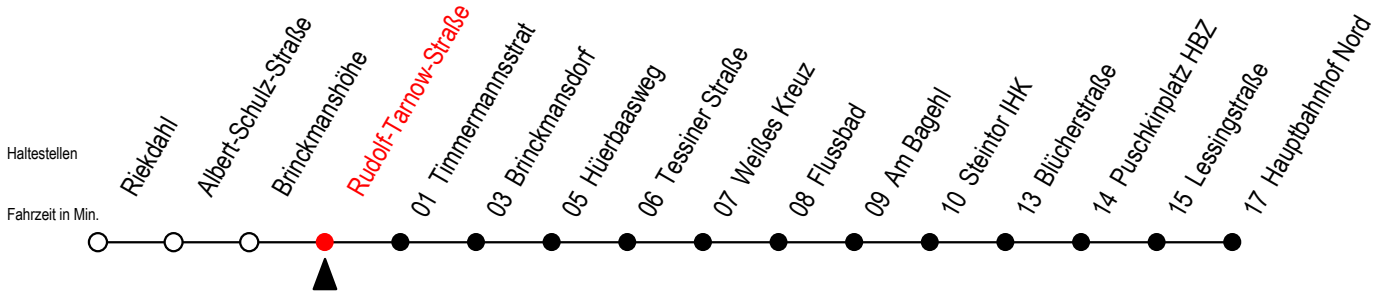 Haltestellen
Fahrzeit in Min.
Riekdahl
Albert-Schulz-Straße
Brinckmanshöhe
Rudolf-Tarnow-Straße
01 Timmermannsstrat
03 Brinckmansdorf
05 Hüerbaasweg
06 Tessiner Straße
07 Weißes Kreuz
08 Flussbad
09 Am Bagehl
10 Steintor IHK
13 Blücherstraße
14 Puschkinplatz HBZ
15 Lessingstraße
17 Hauptbahnhof Nord